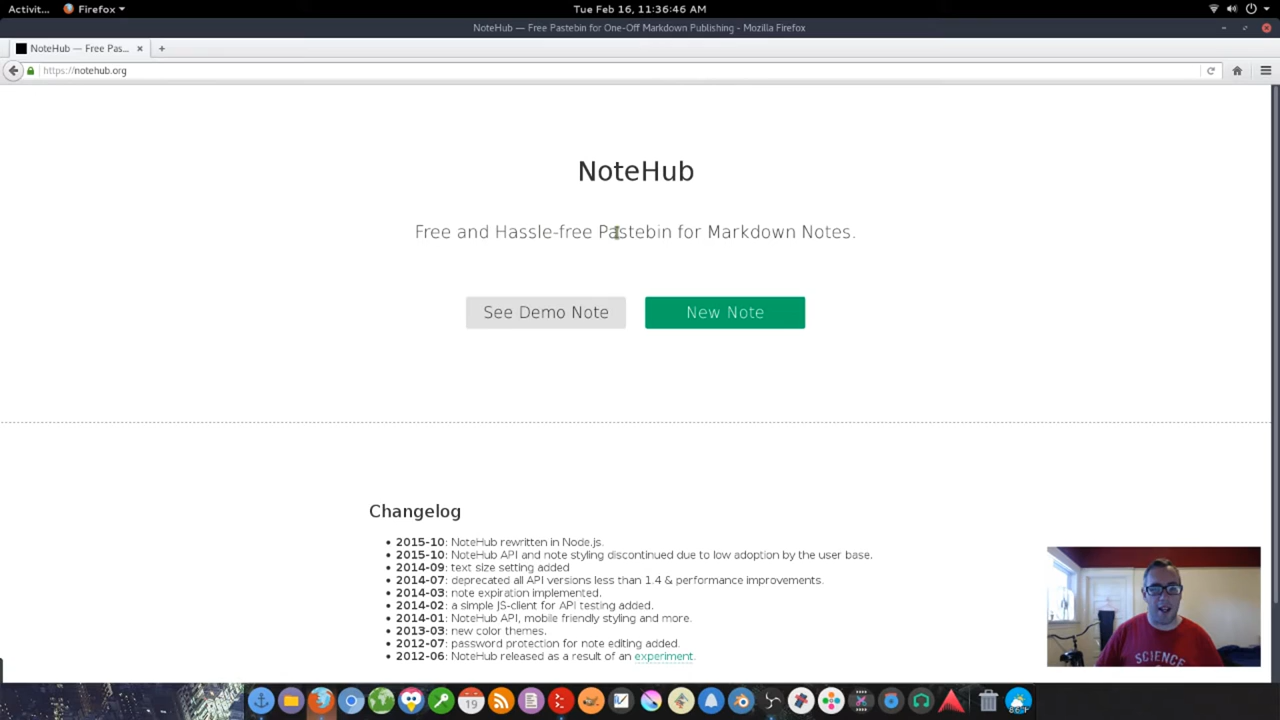 Activit...
Firefox
Tue Feb 16, 11:36:46 AM
NoteHub — Free Pastebin for One-Off Markdown Publishing - Mozilla Firefox
NoteHub — Free Pas...
https://notehub.org
NoteHub
Free and Hassle-free Pastebin for Markdown Notes.
See Demo Note
New Note
Changelog
2015-10: NoteHub rewritten in Node.js.
2015-10: NoteHub API and note styling discontinued due to low adoption by the user base.
2014-09: text size setting added
2014-07: deprecated all API versions less than 1.4 & performance improvements.
2014-03: note expiration implemented.
2014-02: a simple JS-client for API testing added.
2014-01: NoteHub API, mobile friendly styling and more.
2013-03: new color themes.
2012-07: password protection for note editing added.
2012-06: NoteHub released as a result of an experiment.
SCIENCE
19